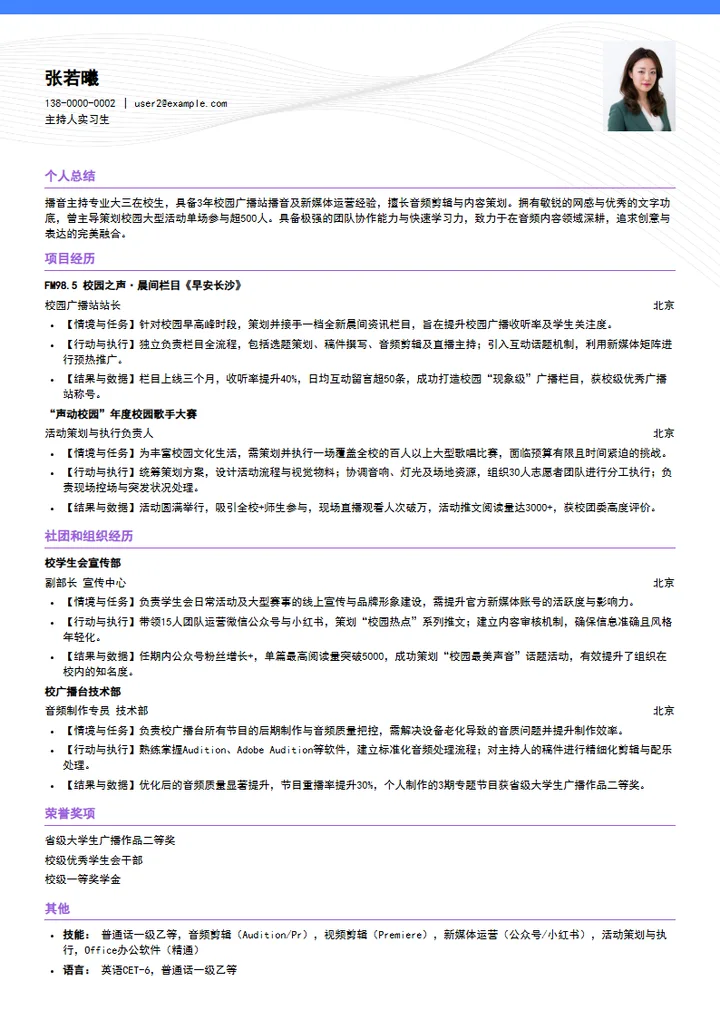 张若曦
138-0000-0002 | user2@example.com
主持人实习生
个人总结
播音主持专业大三在校生，具备3年校园广播站播音及新媒体运营经验，擅长音频剪辑与内容策划。拥有敏锐的网感与优秀的文字功
底，曾主导策划校园大型活动单场参与超500人。具备极强的团队协作能力与快速学习力，致力于在音频内容领域深耕，追求创意与
表达的完美融合。
项目经历
FM98.5 校园之声·晨间栏目《早安长沙》
校园广播站站长 北京
• 【情境与任务】针对校园早高峰时段，策划并接手一档全新晨间资讯栏目，旨在提升校园广播收听率及学生关注度。
• 【行动与执行】独立负责栏目全流程，包括选题策划、稿件撰写、音频剪辑及直播主持；引入互动话题机制，利用新媒体矩阵进
行预热推广。
• 【结果与数据】栏目上线三个月，收听率提升40%，日均互动留言超50条，成功打造校园“现象级”广播栏目，获校级优秀广播
站称号。
“声动校园”年度校园歌手大赛
活动策划与执行负责人 北京
• 【情境与任务】为丰富校园文化生活，需策划并执行一场覆盖全校的百人以上大型歌唱比赛，面临预算有限且时间紧迫的挑战。
• 【行动与执行】统筹策划方案，设计活动流程与视觉物料；协调音响、灯光及场地资源，组织30人志愿者团队进行分工执行；负
责现场控场与突发状况处理。
• 【结果与数据】活动圆满举行，吸引全校+师生参与，现场直播观看人次破万，活动推文阅读量达3000+，获校团委高度评价。
社团和组织经历
校学生会宣传部
副部长 宣传中心 北京
• 【情境与任务】负责学生会日常活动及大型赛事的线上宣传与品牌形象建设，需提升官方新媒体账号的活跃度与影响力。
• 【行动与执行】带领15人团队运营微信公众号与小红书，策划“校园热点”系列推文；建立内容审核机制，确保信息准确且风格
年轻化。
• 【结果与数据】任期内公众号粉丝增长+，单篇最高阅读量突破5000，成功策划“校园最美声音”话题活动，有效提升了组织在
校内的知名度。
校广播台技术部
音频制作专员 技术部 北京
• 【情境与任务】负责校广播台所有节目的后期制作与音频质量把控，需解决设备老化导致的音质问题并提升制作效率。
• 【行动与执行】熟练掌握Audition、Adobe Audition等软件，建立标准化音频处理流程；对主持人的稿件进行精细化剪辑与配乐
处理。
• 【结果与数据】优化后的音频质量显著提升，节目重播率提升30%，个人制作的3期专题节目获省级大学生广播作品二等奖。
荣誉奖项
省级大学生广播作品二等奖
校级优秀学生会干部
校级一等奖学金
其他
• 技能： 普通话一级乙等，音频剪辑（Audition/Pr），视频剪辑（Premiere），新媒体运营（公众号/小红书），活动策划与执
行，Office办公软件（精通）
• 语言： 英语CET-6，普通话一级乙等